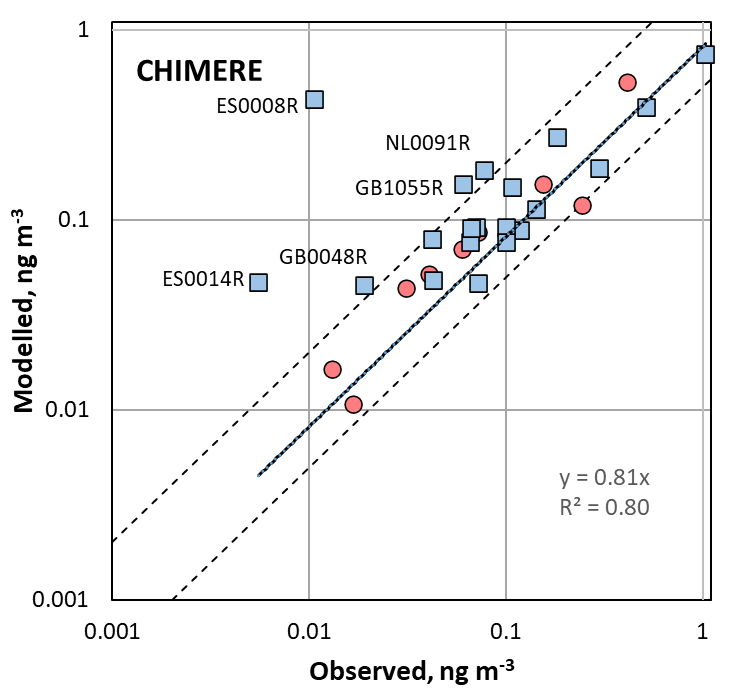 1
CHIMERE
ES0008R
NL0091R
GB1055R
0.1
GB0048R
ES0014R
Modelled, ng m⁻³
0.01
y = 0.81x
R² = 0.80
0.001
0.001 0.01 0.1 1
Observed, ng m⁻³